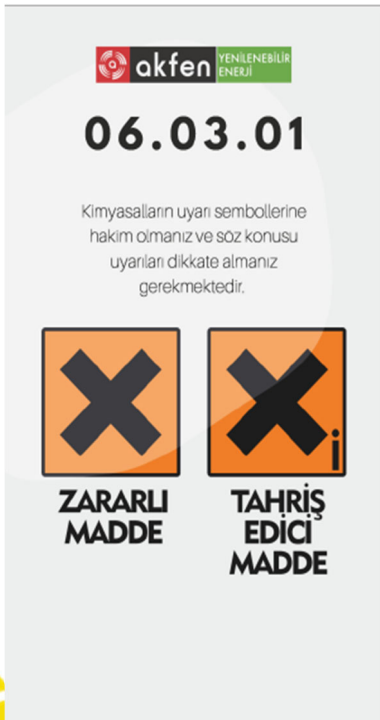 akfen YENİLENEBİLİR
ENERJİ
06.03.01
Kimyasalların uyarı sembollerine
hakim olmanız ve söz konusu
uyarıları dikkate almanız
gerekmektedir.
i
ZARARLI
MADDE
TAHRİŞ
EDİCİ
MADDE